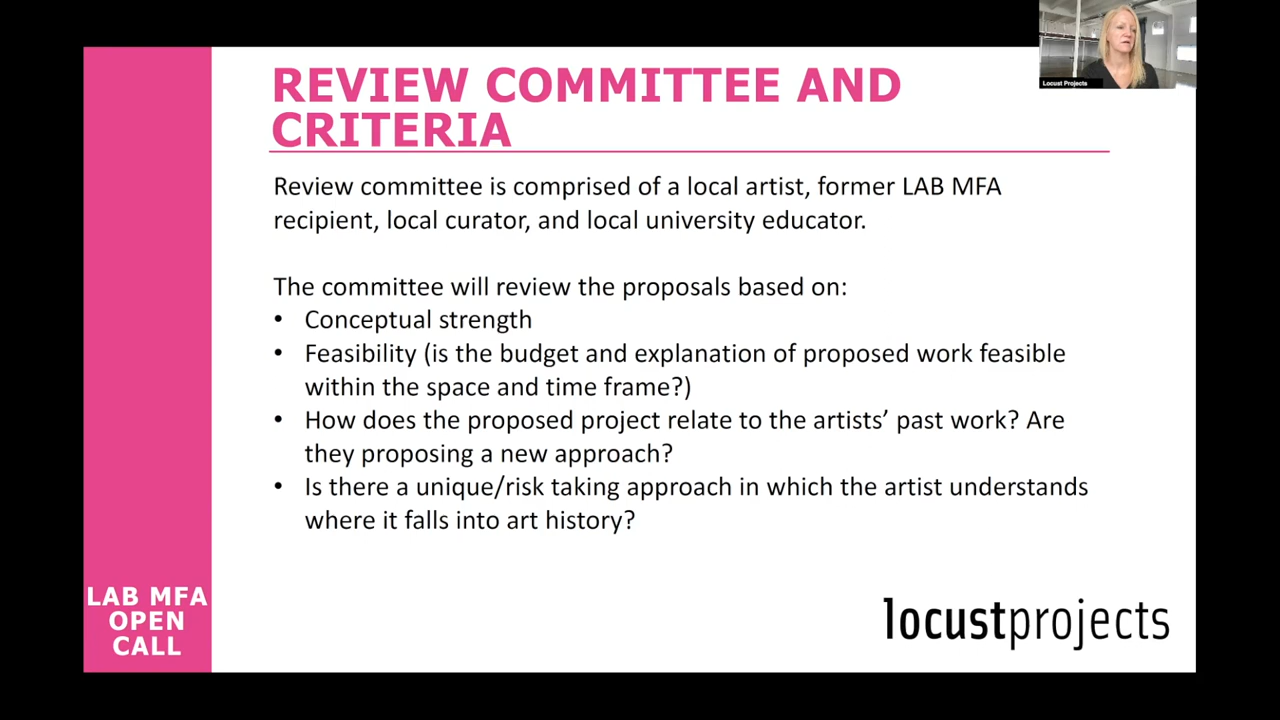 Locust Projects
REVIEW COMMITTEE AND
CRITERIA
Review committee is comprised of a local artist, former LAB MFA
recipient, local curator, and local university educator.
The committee will review the proposals based on:
• Conceptual strength
• Feasibility (is the budget and explanation of proposed work feasible
within the space and time frame?)
• How does the proposed project relate to the artists’ past work? Are
they proposing a new approach?
• Is there a unique/risk taking approach in which the artist understands
where it falls into art history?
LAB MFA
OPEN
CALL
locustprojects